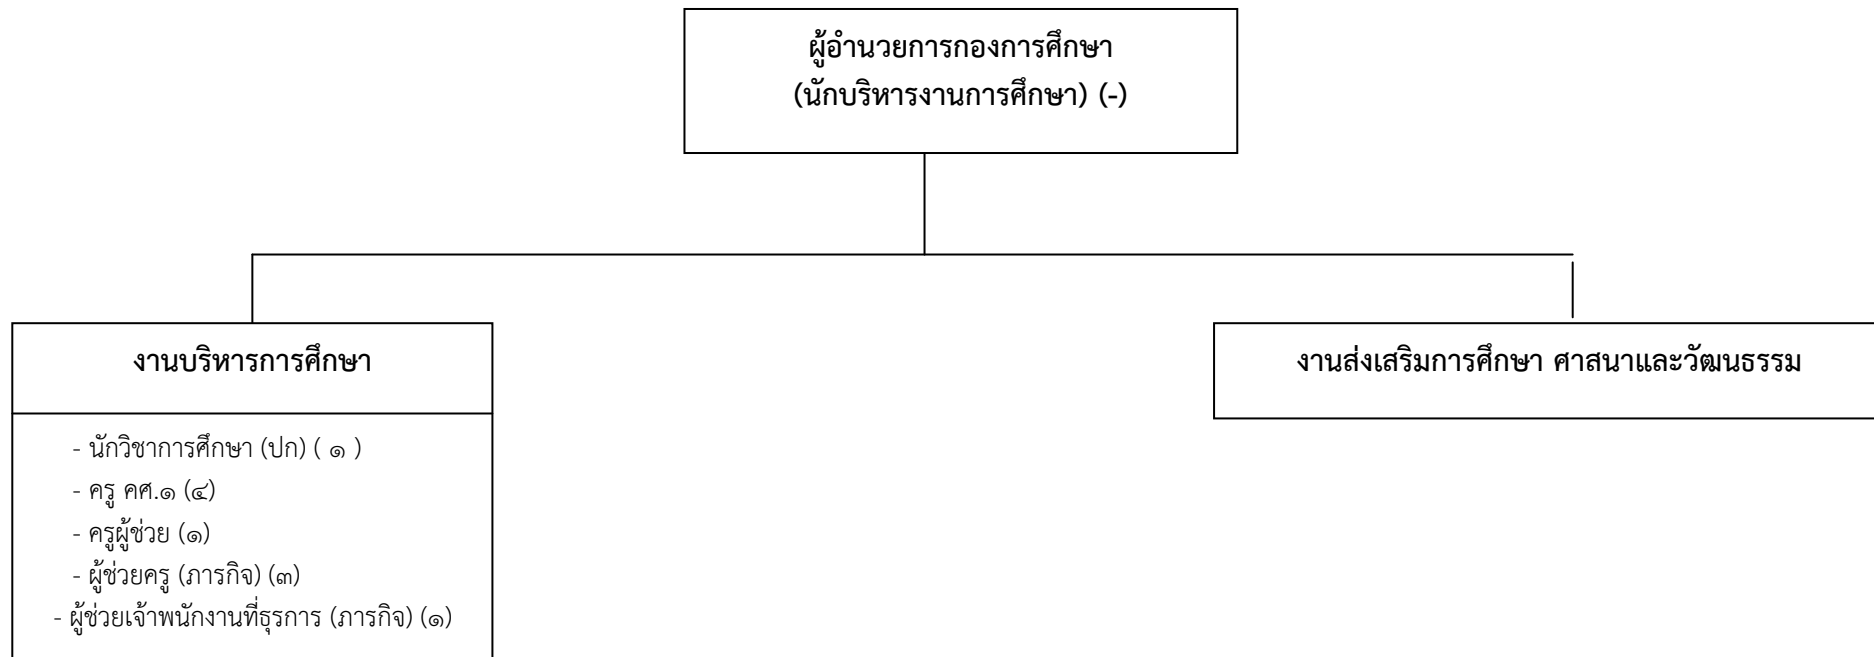 ผู้อำนวยการกองการศึกษา
(นักบริหารงานการศึกษา) (-)
งานบริหารการศึกษา
- นักวิชาการศึกษา (ปก) ( ๑ )
- ครู คศ.๑ (๔)
- ครูผู้ช่วย (๑)
- ผู้ช่วยครู (ภารกิจ) (๓)
- ผู้ช่วยเจ้าพนักงานที่ธุรการ (ภารกิจ) (๑)
งานส่งเสริมการศึกษา ศาสนาและวัฒนธรรม